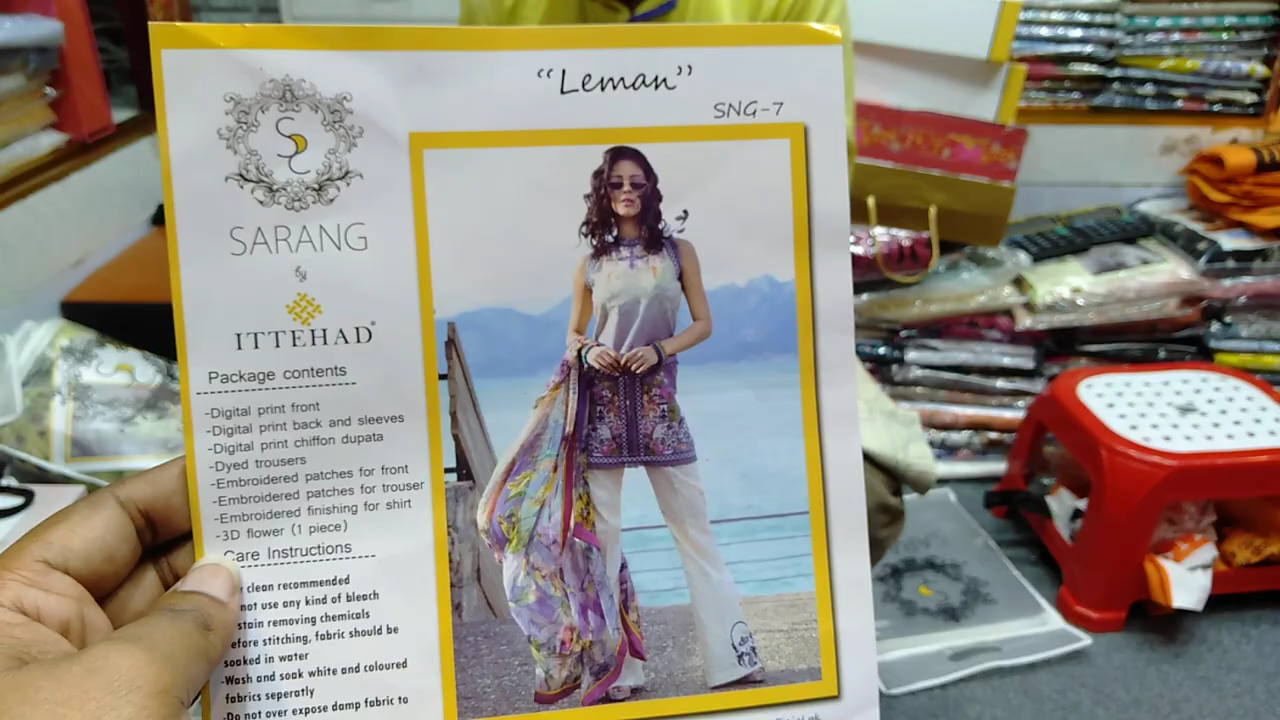 "Leman"
SNG-7
SC
SARANG
by
ITTEHAD
Package contents
-Digital print front
-Digital print back and sleeves
-Digital print chiffon dupata
-Dyed trousers
-Embroidered patches for front
-Embroidered patches for trouser
-Embroidered finishing for shirt
-3D flower (1 piece)
Care Instructions
clean recommended
not use any kind of bleach
stain removing chemicals
efore stitching, fabric should be
soaked in water
-Wash and soak white and coloured
fabrics seperatly
-Do not over expose damp fabric to